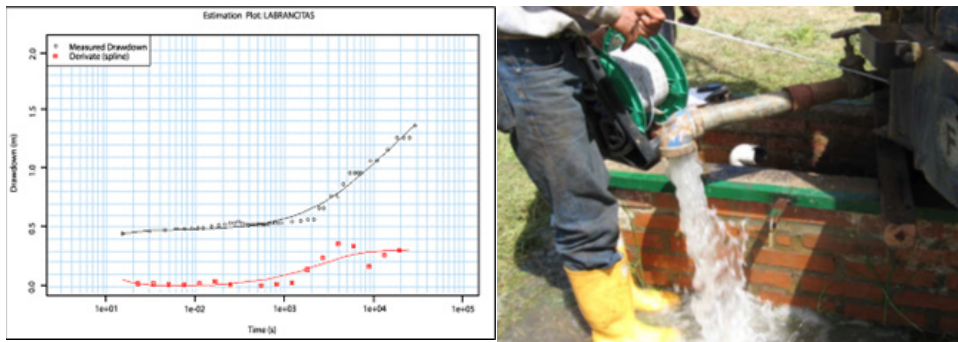 Estimation Plot: LABRANCITAS
Measured Drawdown
Derivate (spline)
Drawdown (m)
2.0
1.5
1.0
0.5
0.0
1e+01 1e-02 1e+03 1e+04 1e+05
Time (s)